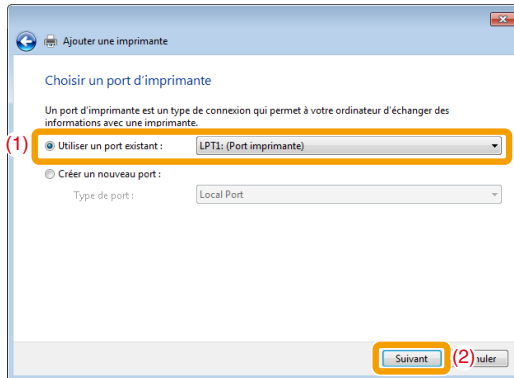 Ajouter une imprimante
Choisir un port d'imprimante
Un port d'imprimante est un type de connexion qui permet à votre ordinateur d'échanger des
informations avec une imprimante.
(1) Utiliser un port existant : LPT1: (Port imprimante)
Créer un nouveau port :
Type de port : Local Port
Suivant (2) uler